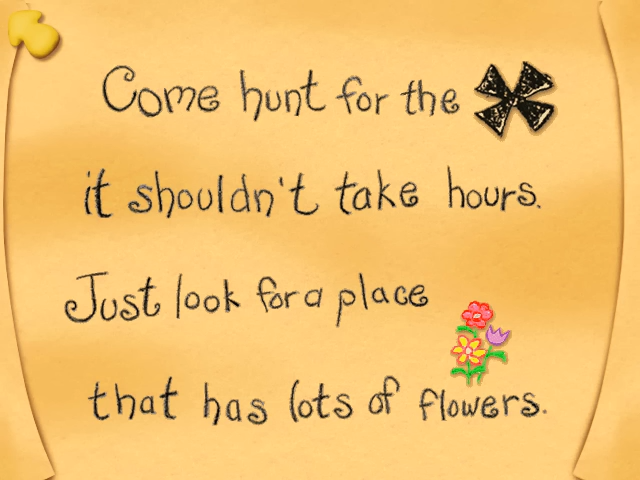 Come hunt for the
it shouldn't take hours.
Just look for a place
that has lots of flowers.